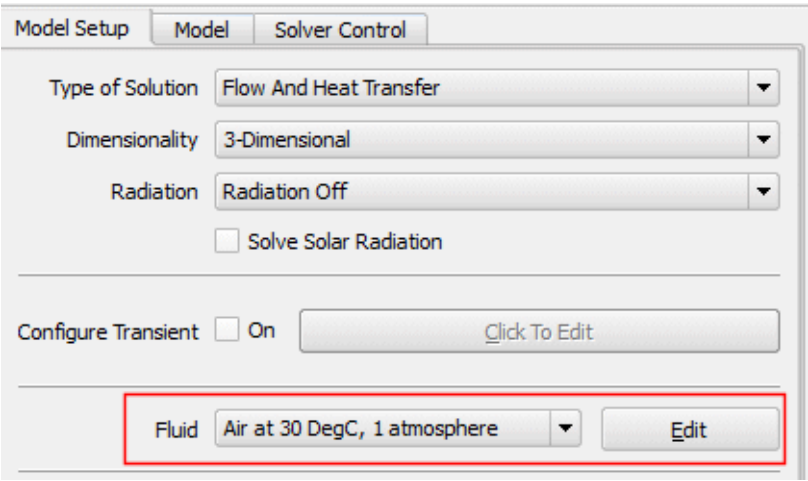 Model Setup Model Solver Control
Type of Solution Flow And Heat Transfer
Dimensionality 3-Dimensional
Radiation Radiation Off
Solve Solar Radiation
Configure Transient On Click To Edit
Fluid Air at 30 DegC, 1 atmosphere Edit